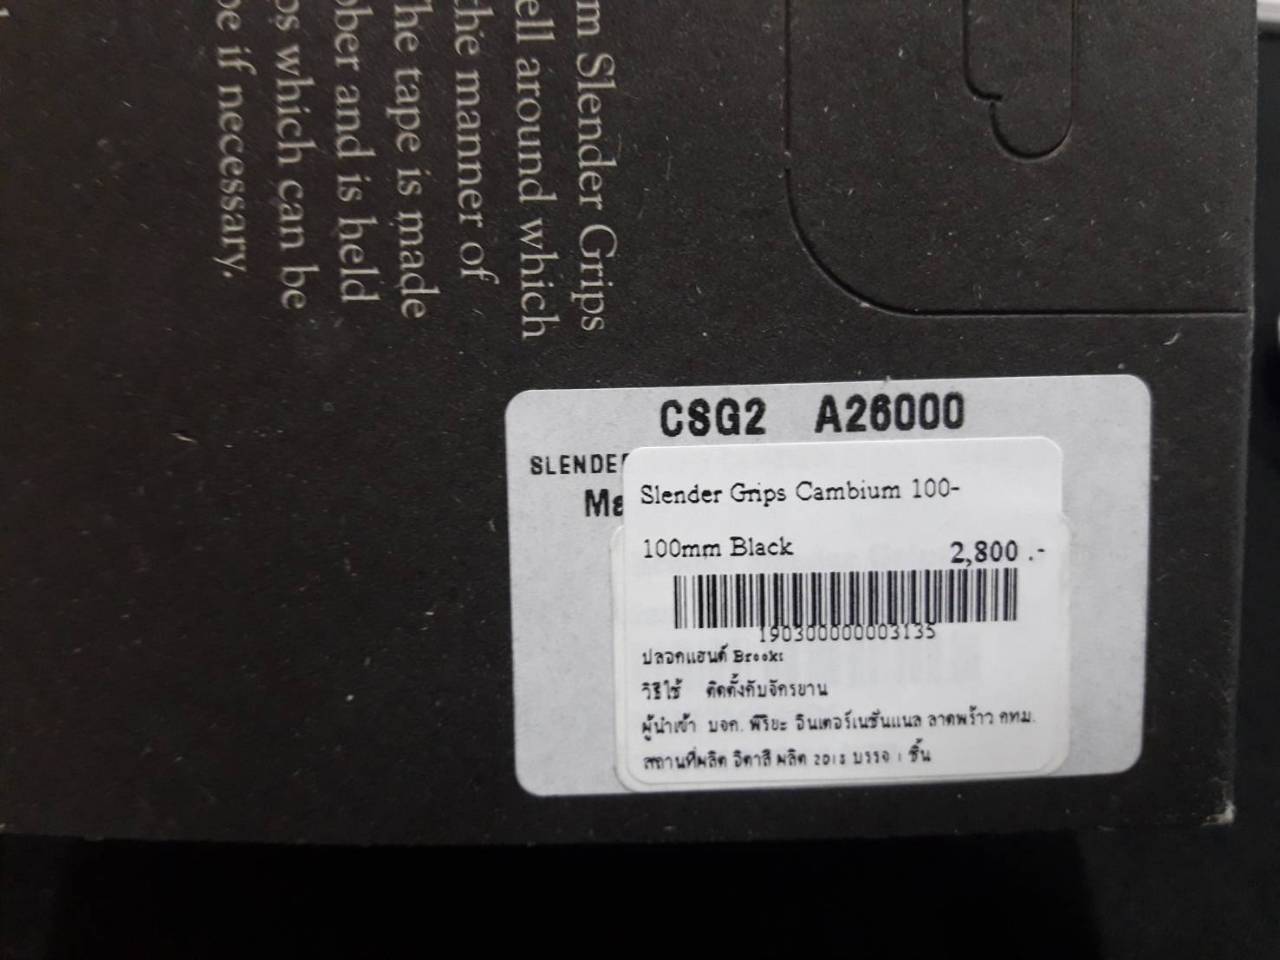 m Slender Grips
ell around which
the manner of
he tape is made
ber and is held
ps which can be
be if necessary.
CSG2 A26000
SLENDE
Ma
Slender Grips Cambium 100-
100mm Black
2,800 .-
190300000003135
ปลอกแฮนด์ Brooks
วิธีใช้ ติดตั้งกับจักรยาน
ผู้นำเข้า บจก. พิริยะ อินเตอร์เนชั่นแนล ลาดพร้าว กทม.
สถานที่ผลิต อิตาลี ผลิต 2018 บรรจุ 1 ชิ้น